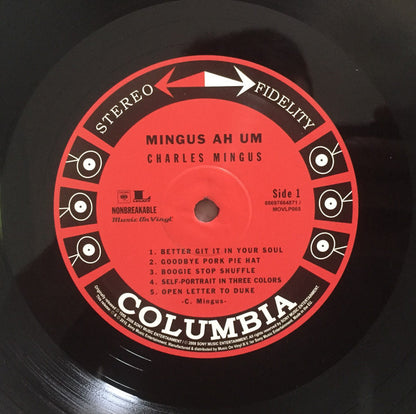 STEREO FIDELITY
MINGUS AH UM
CHARLES MINGUS
NONBREAKABLE
Music On Vinyl
Side 1
88697684871 /
MOVLP065
1. BETTER GIT IT IN YOUR SOUL
2. GOODBYE PORK PIE HAT
3. BOOGIE STOP SHUFFLE
4. SELF-PORTRAIT IN THREE COLORS
5. OPEN LETTER TO DUKE
-C. Mingus-
COLUMBIA